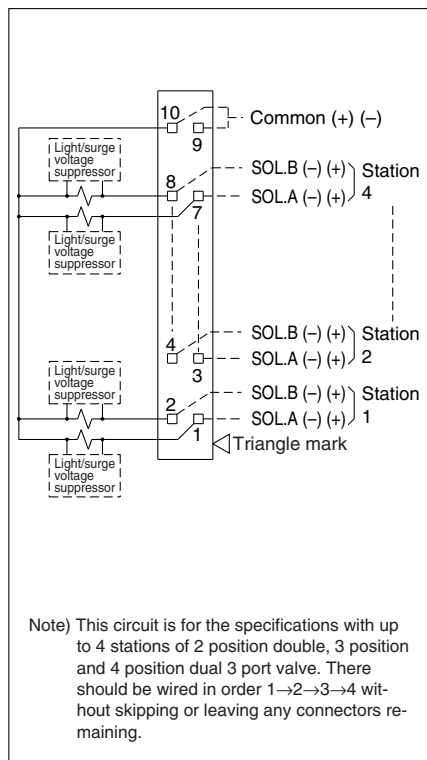 10
9
Common (+) (–)
Light/surge
voltage
suppressor
8
SOL.B (–) (+)
Station
4
7
SOL.A (–) (+)
Light/surge
voltage
suppressor
4
SOL.B (–) (+)
Station
2
3
SOL.A (–) (+)
Light/surge
voltage
suppressor
2
SOL.B (–) (+)
Station
1
1
SOL.A (–) (+)
Triangle mark
Light/surge
voltage
suppressor
Note) This circuit is for the specifications with up
to 4 stations of 2 position double, 3 position
and 4 position dual 3 port valve. There
should be wired in order 1→2→3→4 wit-
hout skipping or leaving any connectors re-
maining.